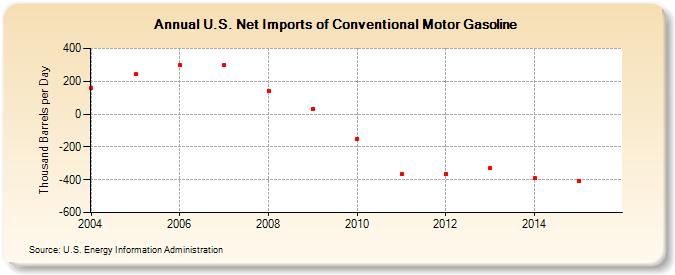 Annual U.S. Net Imports of Conventional Motor Gasoline
Thousand Barrels per Day
400
200
0
-200
-400
-600
2004 2006 2008 2010 2012 2014
Source: U.S. Energy Information Administration